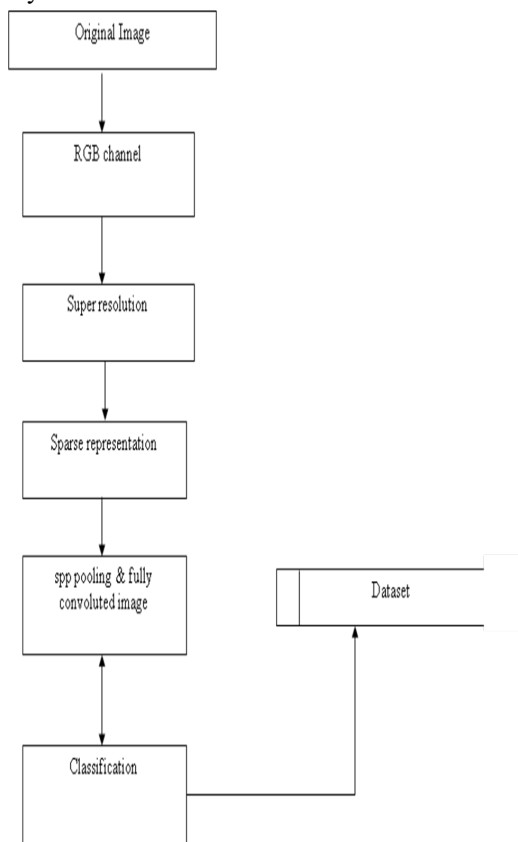 Original Image
RGB channel
Super resolution
Sparse representation
spp pooling & fully
convoluted image
Dataset
Classification